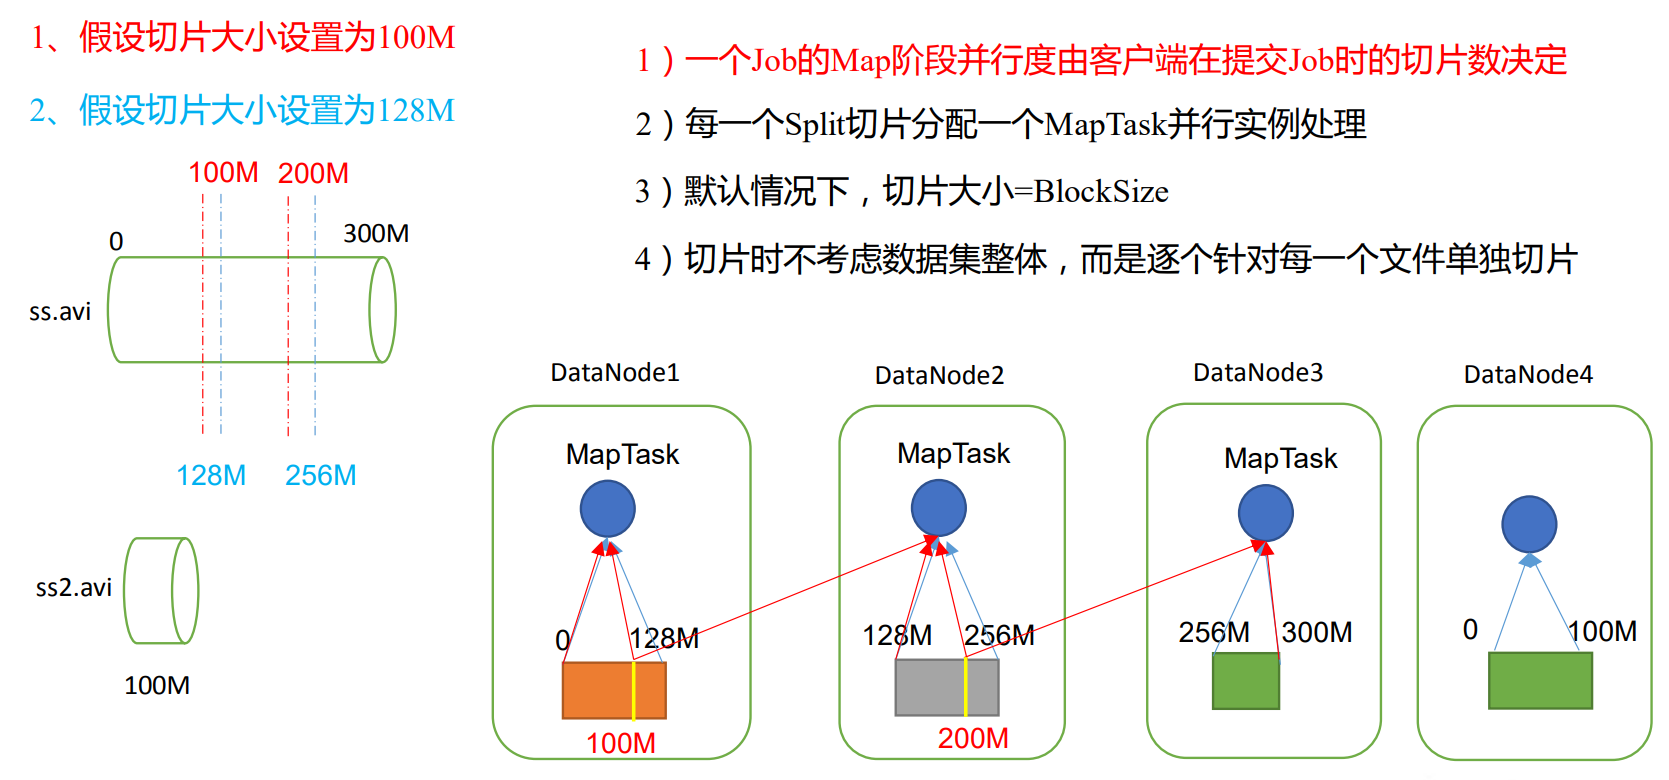 1、假设切片大小设置为100M
2、假设切片大小设置为128M
1）一个Job的Map阶段并行度由客户端在提交Job时的切片数决定
2）每一个Split切片分配一个MapTask并行实例处理
3）默认情况下，切片大小=BlockSize
4）切片时不考虑数据集整体，而是逐个针对每一个文件单独切片
100M 200M
0 300M
ss.avi
128M 256M
ss2.avi
100M
DataNode1 DataNode2 DataNode3 DataNode4
MapTask MapTask MapTask
0 128M 128M 256M 256M 300M 0 100M
100M 200M